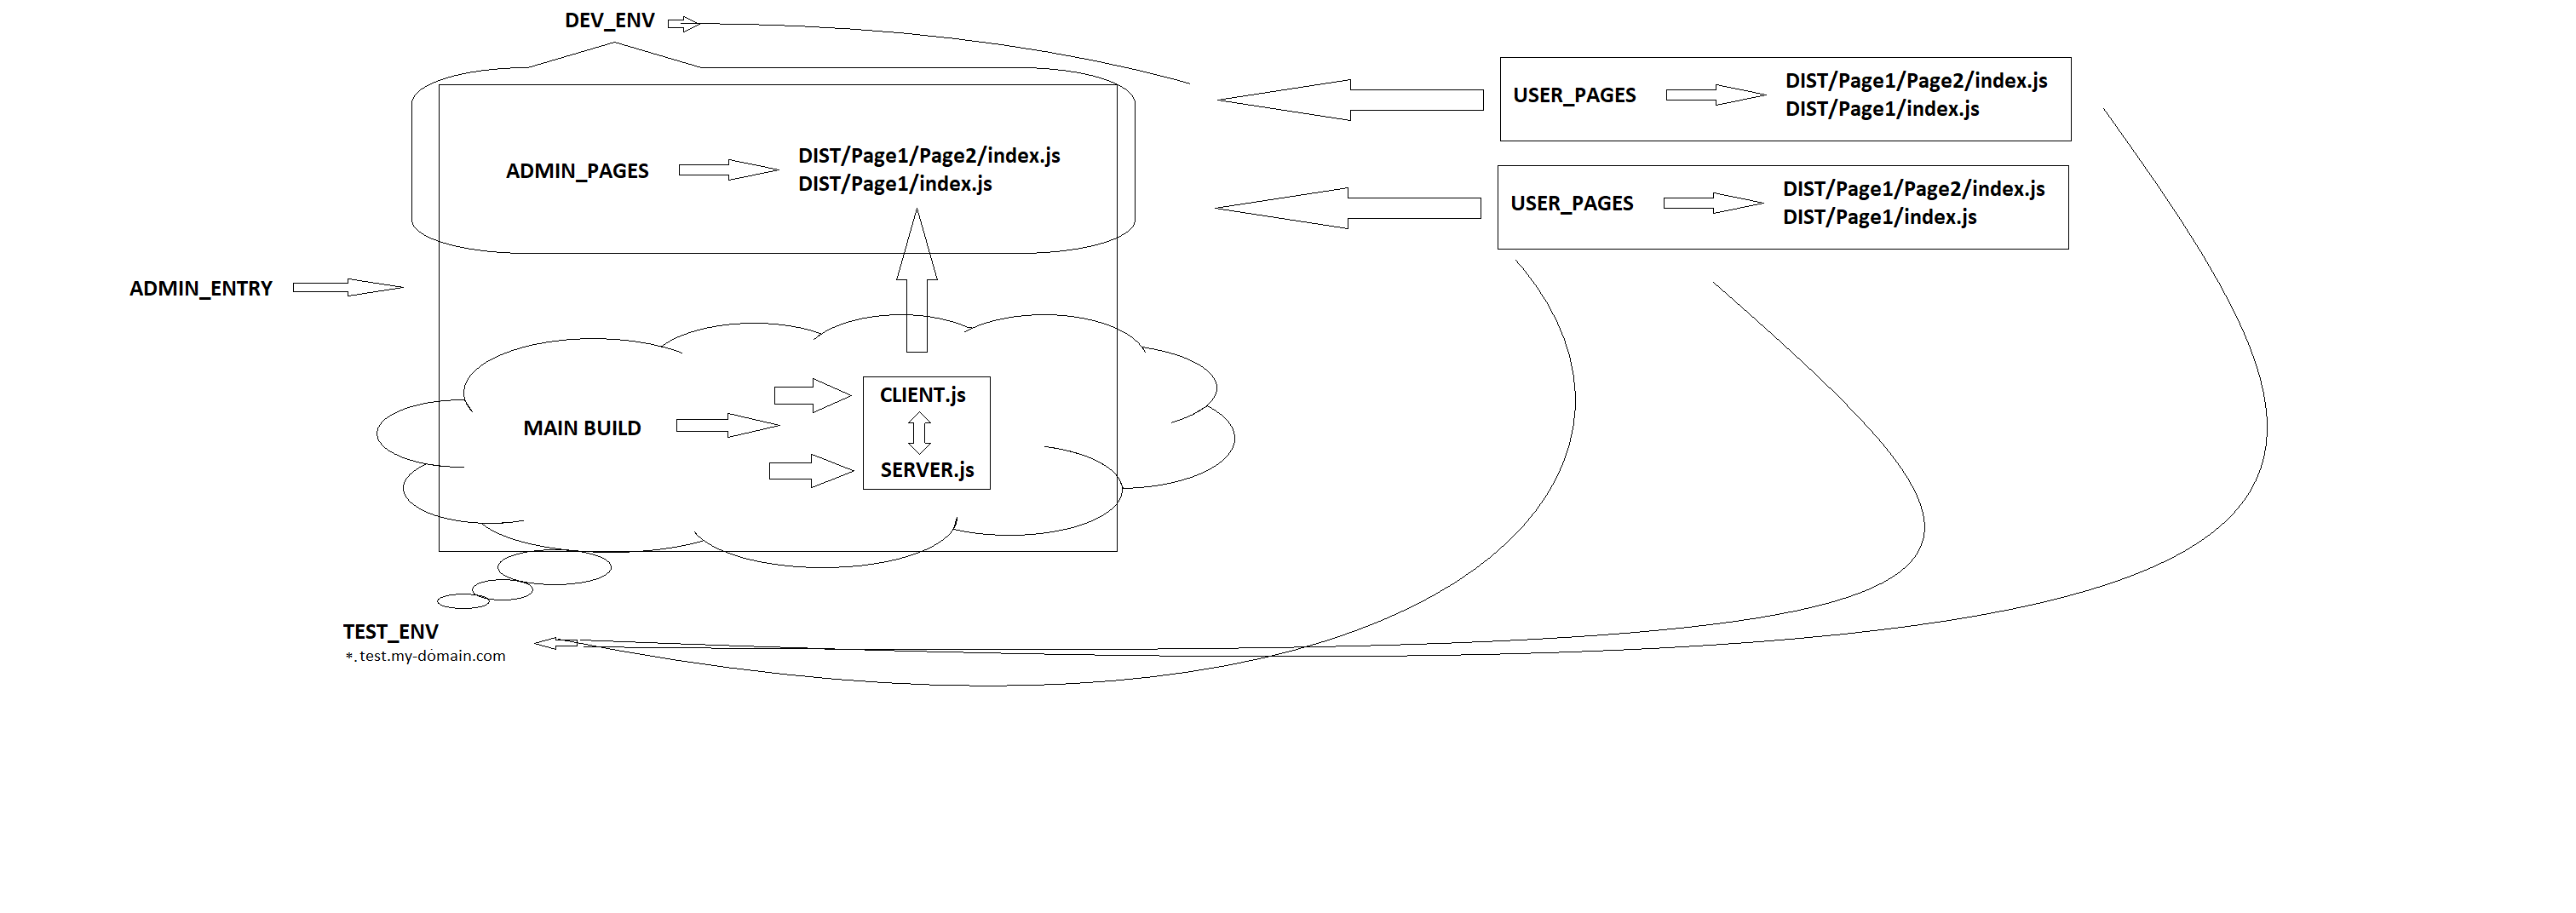 DEV_ENV
USER_PAGES
DIST/Page1/Page2/index.js
DIST/Page1/index.js
ADMIN_PAGES
DIST/Page1/Page2/index.js
DIST/Page1/index.js
USER_PAGES
DIST/Page1/Page2/index.js
DIST/Page1/index.js
ADMIN_ENTRY
MAIN BUILD
CLIENT.js
SERVER.js
TEST_ENV
*.test.my-domain.com